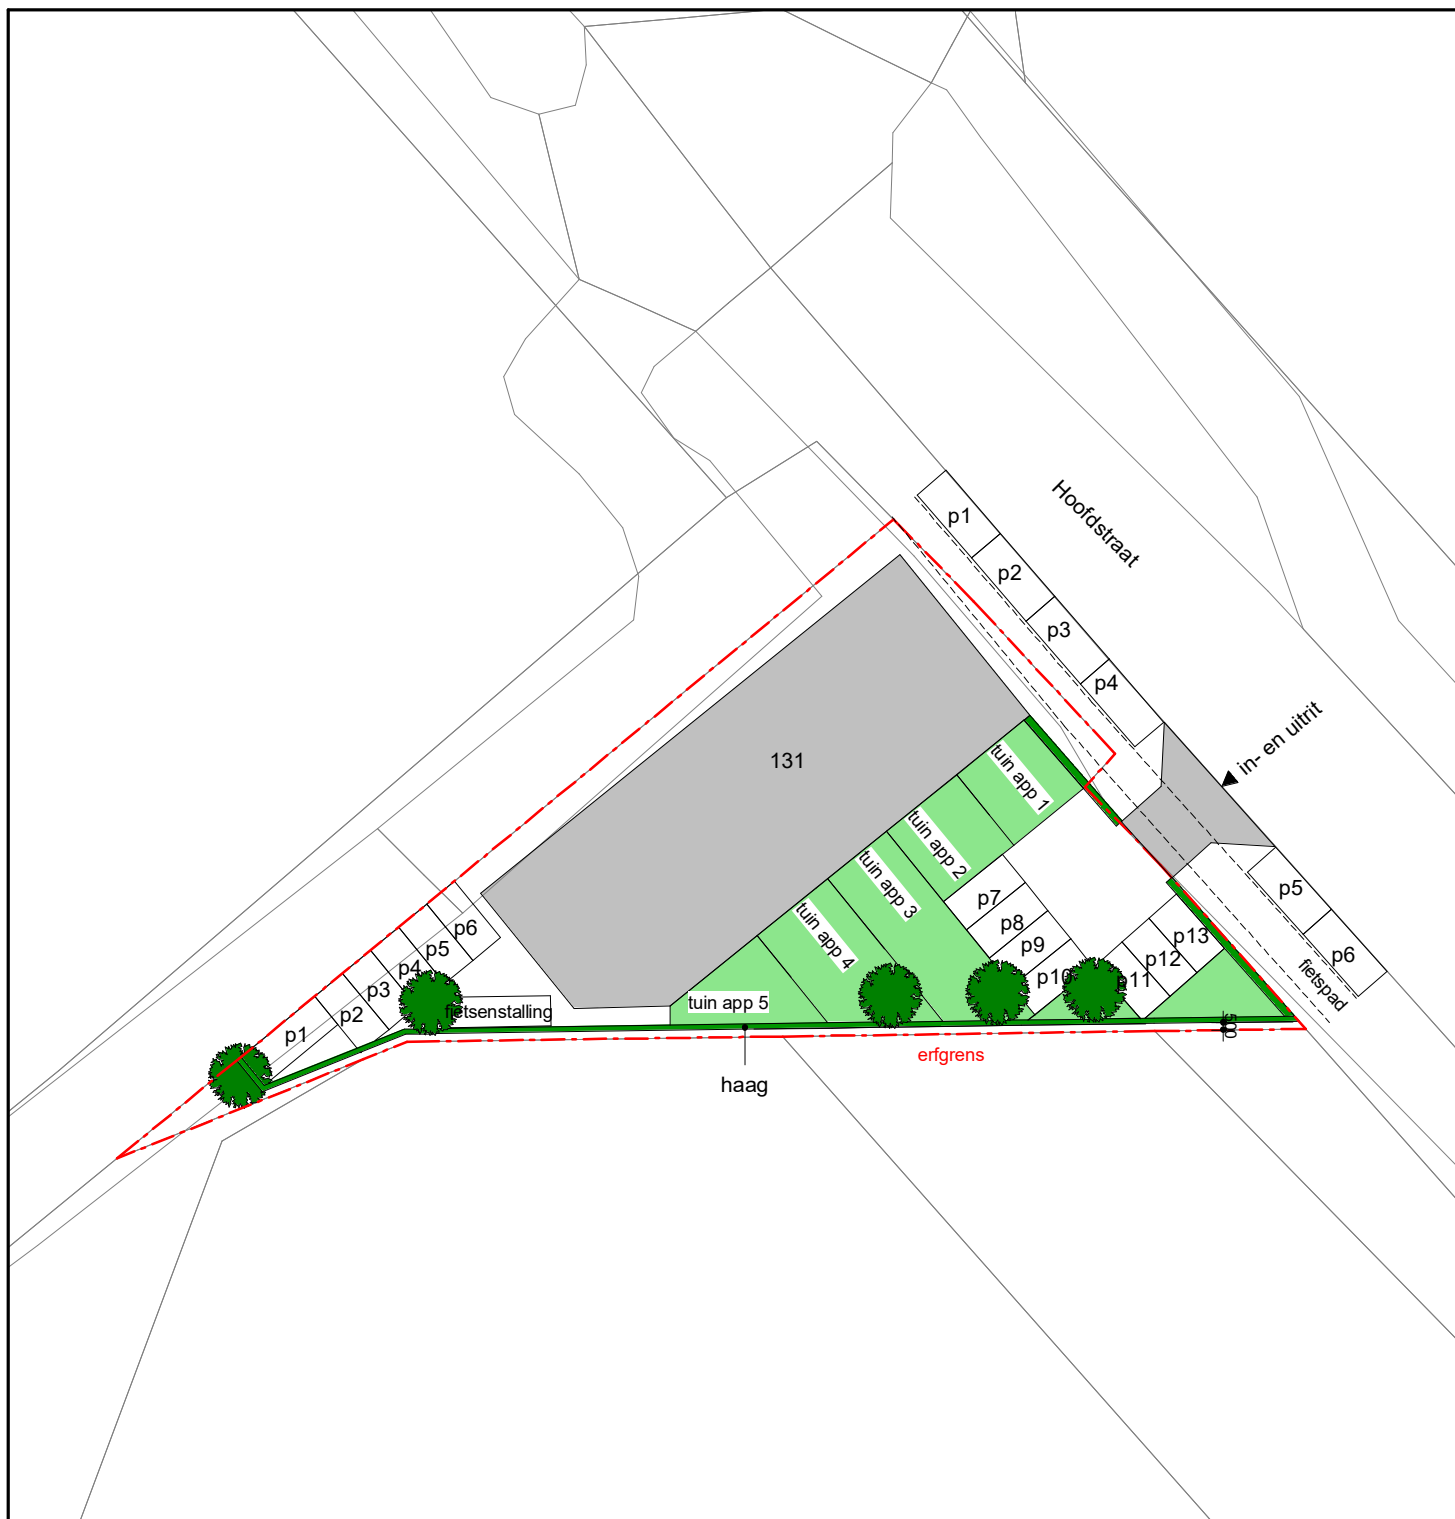 Hoofdstraat
p1
p2
p3
p4
in- en uitrit
131
tuin app 1
tuin app 2
tuin app 3
tuin app 4
tuin app 5
p5
p6
fietspad
p7
p8
p9
p10
p11
p12
p13
p6
p5
p4
p3
p2
p1
fietsenstalling
erfgrens
haag